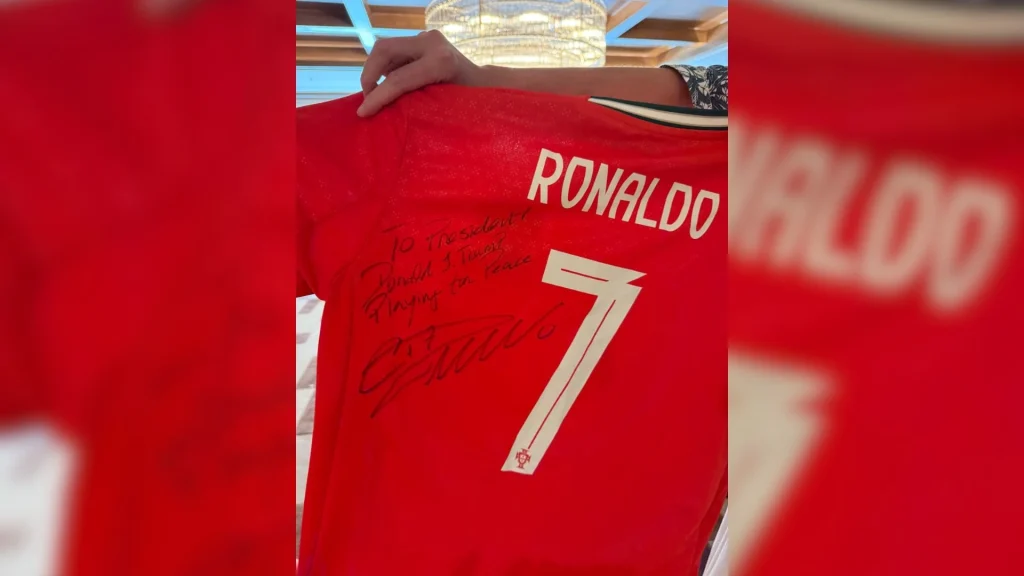 RONALDO
7
To President
Donald J Trump
Playing for Peace